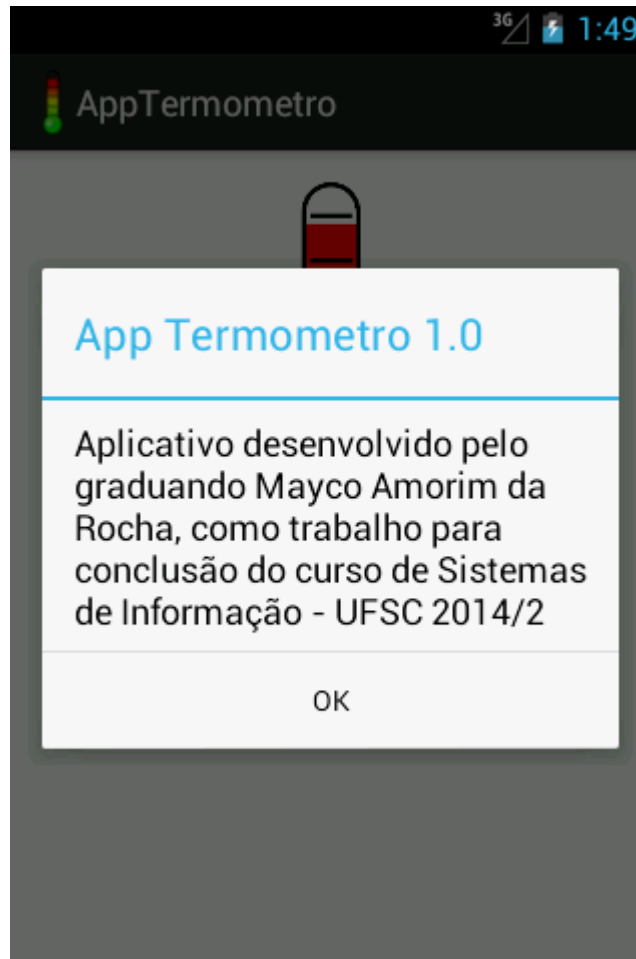 3G 1:49
AppTermometro
App Termometro 1.0
Aplicativo desenvolvido pelo
graduando Mayco Amorim da
Rocha, como trabalho para
conclusão do curso de Sistemas
de Informação - UFSC 2014/2
OK